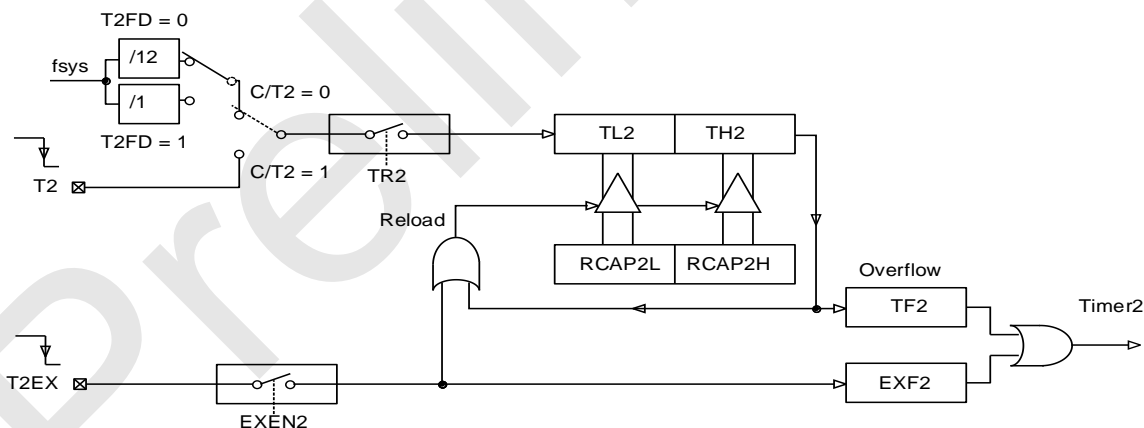 T2FD = 0
/12
fsys
/1
T2FD = 1
C/T2 = 0
C/T2 = 1
T2
TR2
TL2
TH2
Reload
RCAP2L
RCAP2H
Overflow
TF2
Timer2
T2EX
EXEN2
EXF2